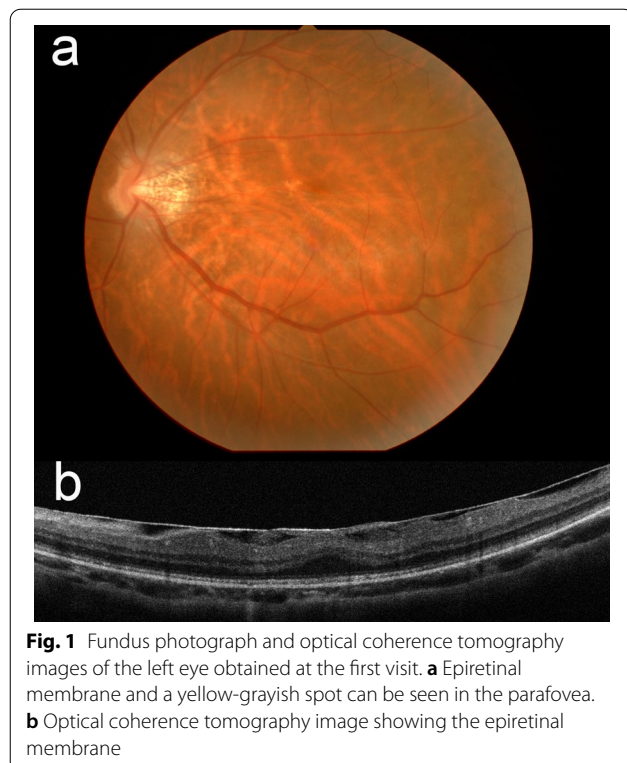 a
b
Fig. 1 Fundus photograph and optical coherence tomography
images of the left eye obtained at the first visit. a Epiretinal
membrane and a yellow-grayish spot can be seen in the parafovea.
b Optical coherence tomography image showing the epiretinal
membrane